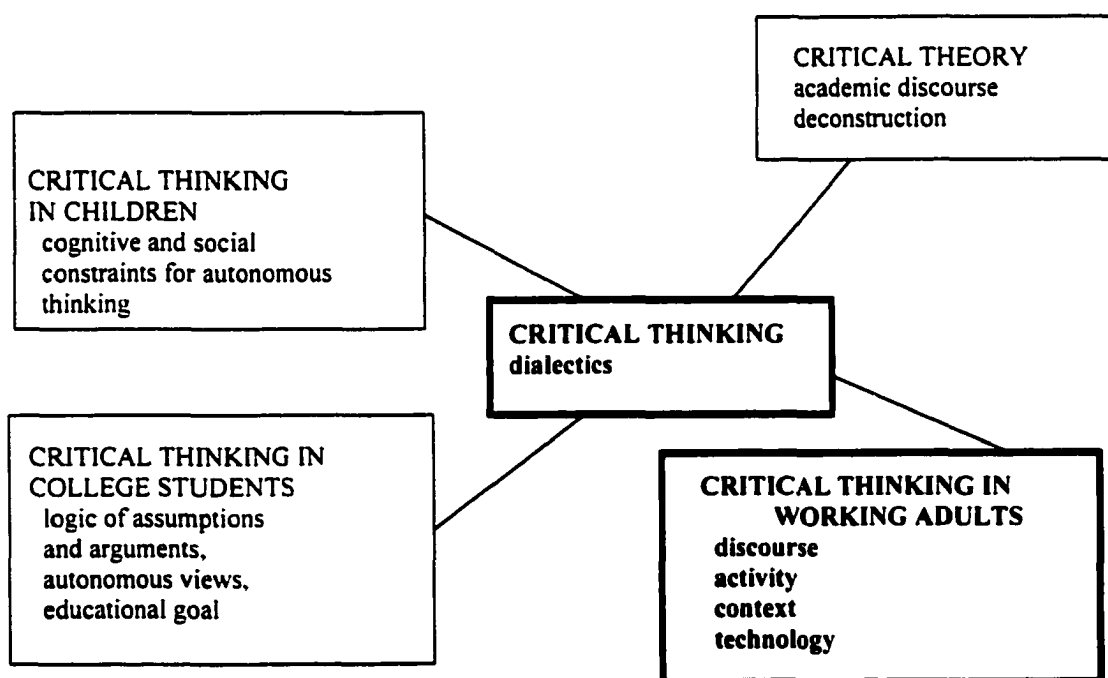 CRITICAL THEORY
academic discourse
deconstruction
CRITICAL THINKING
IN CHILDREN
cognitive and social
constraints for autonomous
thinking
CRITICAL THINKING
dialectics
CRITICAL THINKING IN
COLLEGE STUDENTS
logic of assumptions
and arguments,
autonomous views,
educational goal
CRITICAL THINKING IN
WORKING ADULTS
discourse
activity
context
technology